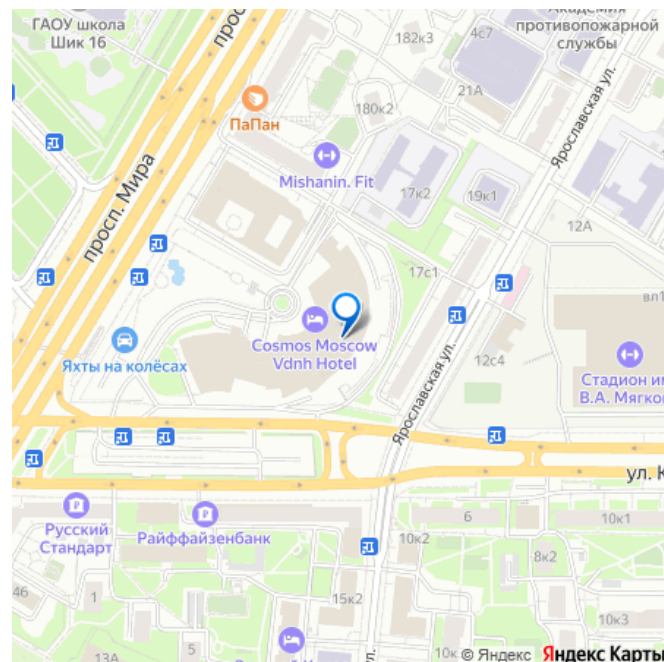 ГАОУ школа
Шик 16
182к3
4с7
Академия
противопожарной
службы
просп.
21А
ПаПан
180к2
Ярославская ул.
Mishanin. Fit
17к2
19к1
12А
просп. Мира
17с1
вл1
Cosmos Moscow
Vdnh Hotel
Яхты на колёсах
12с4
Стадион им
В.А. Мягко
Ярославская ул.
ул. К
Русский
Стандарт
Райффайзенбанк
6
10к1
10к2
8к2
46
1
15к2
10к3
13А
5
10к
© Яндекс Яндекс Карты